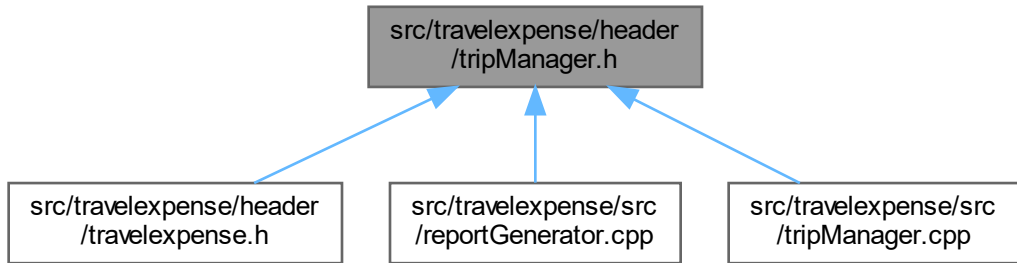 src/travelexpense/header
/tripManager.h
src/travelexpense/header
/travelexpense.h
src/travelexpense/src
/reportGenerator.cpp
src/travelexpense/src
/tripManager.cpp